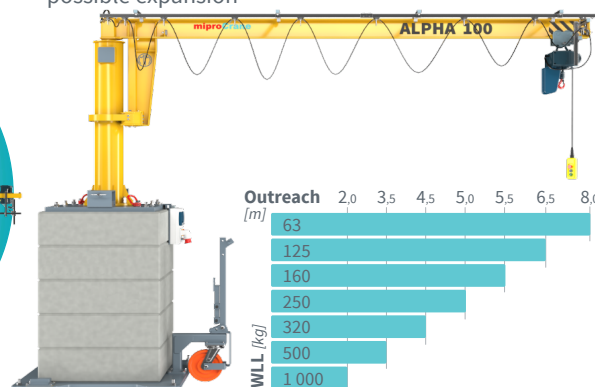 possible expansion
miproCrane
ALPHA 100
Outreach 2,0 3,5 4,5 5,0 5,5 6,5 8,0
[m]
63
125
160
250
320
500
1 000
WLL [kg]